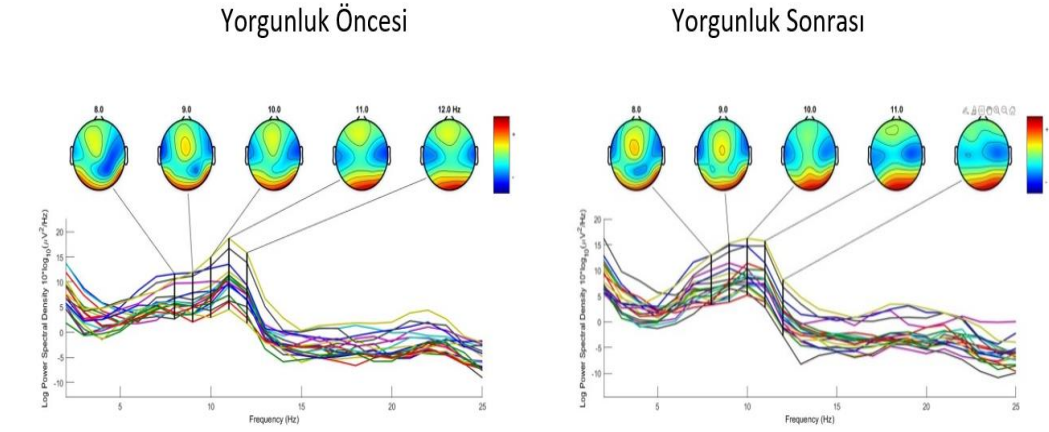 Yorgunluk Öncesi
Yorgunluk Sonrası
8.0 9.0 10.0 11.0 12.0 Hz
8.0 9.0 10.0 11.0
+
-
+
-
Log Power Spectral Density 10*log10(μV2/Hz)
20
15
10
5
0
-5
-10
5 10 15 20 25
Frequency (Hz)
Log Power Spectral Density 10*log10(μV2/Hz)
20
15
10
5
0
-5
-10
5 10 15 20 25
Frequency (Hz)